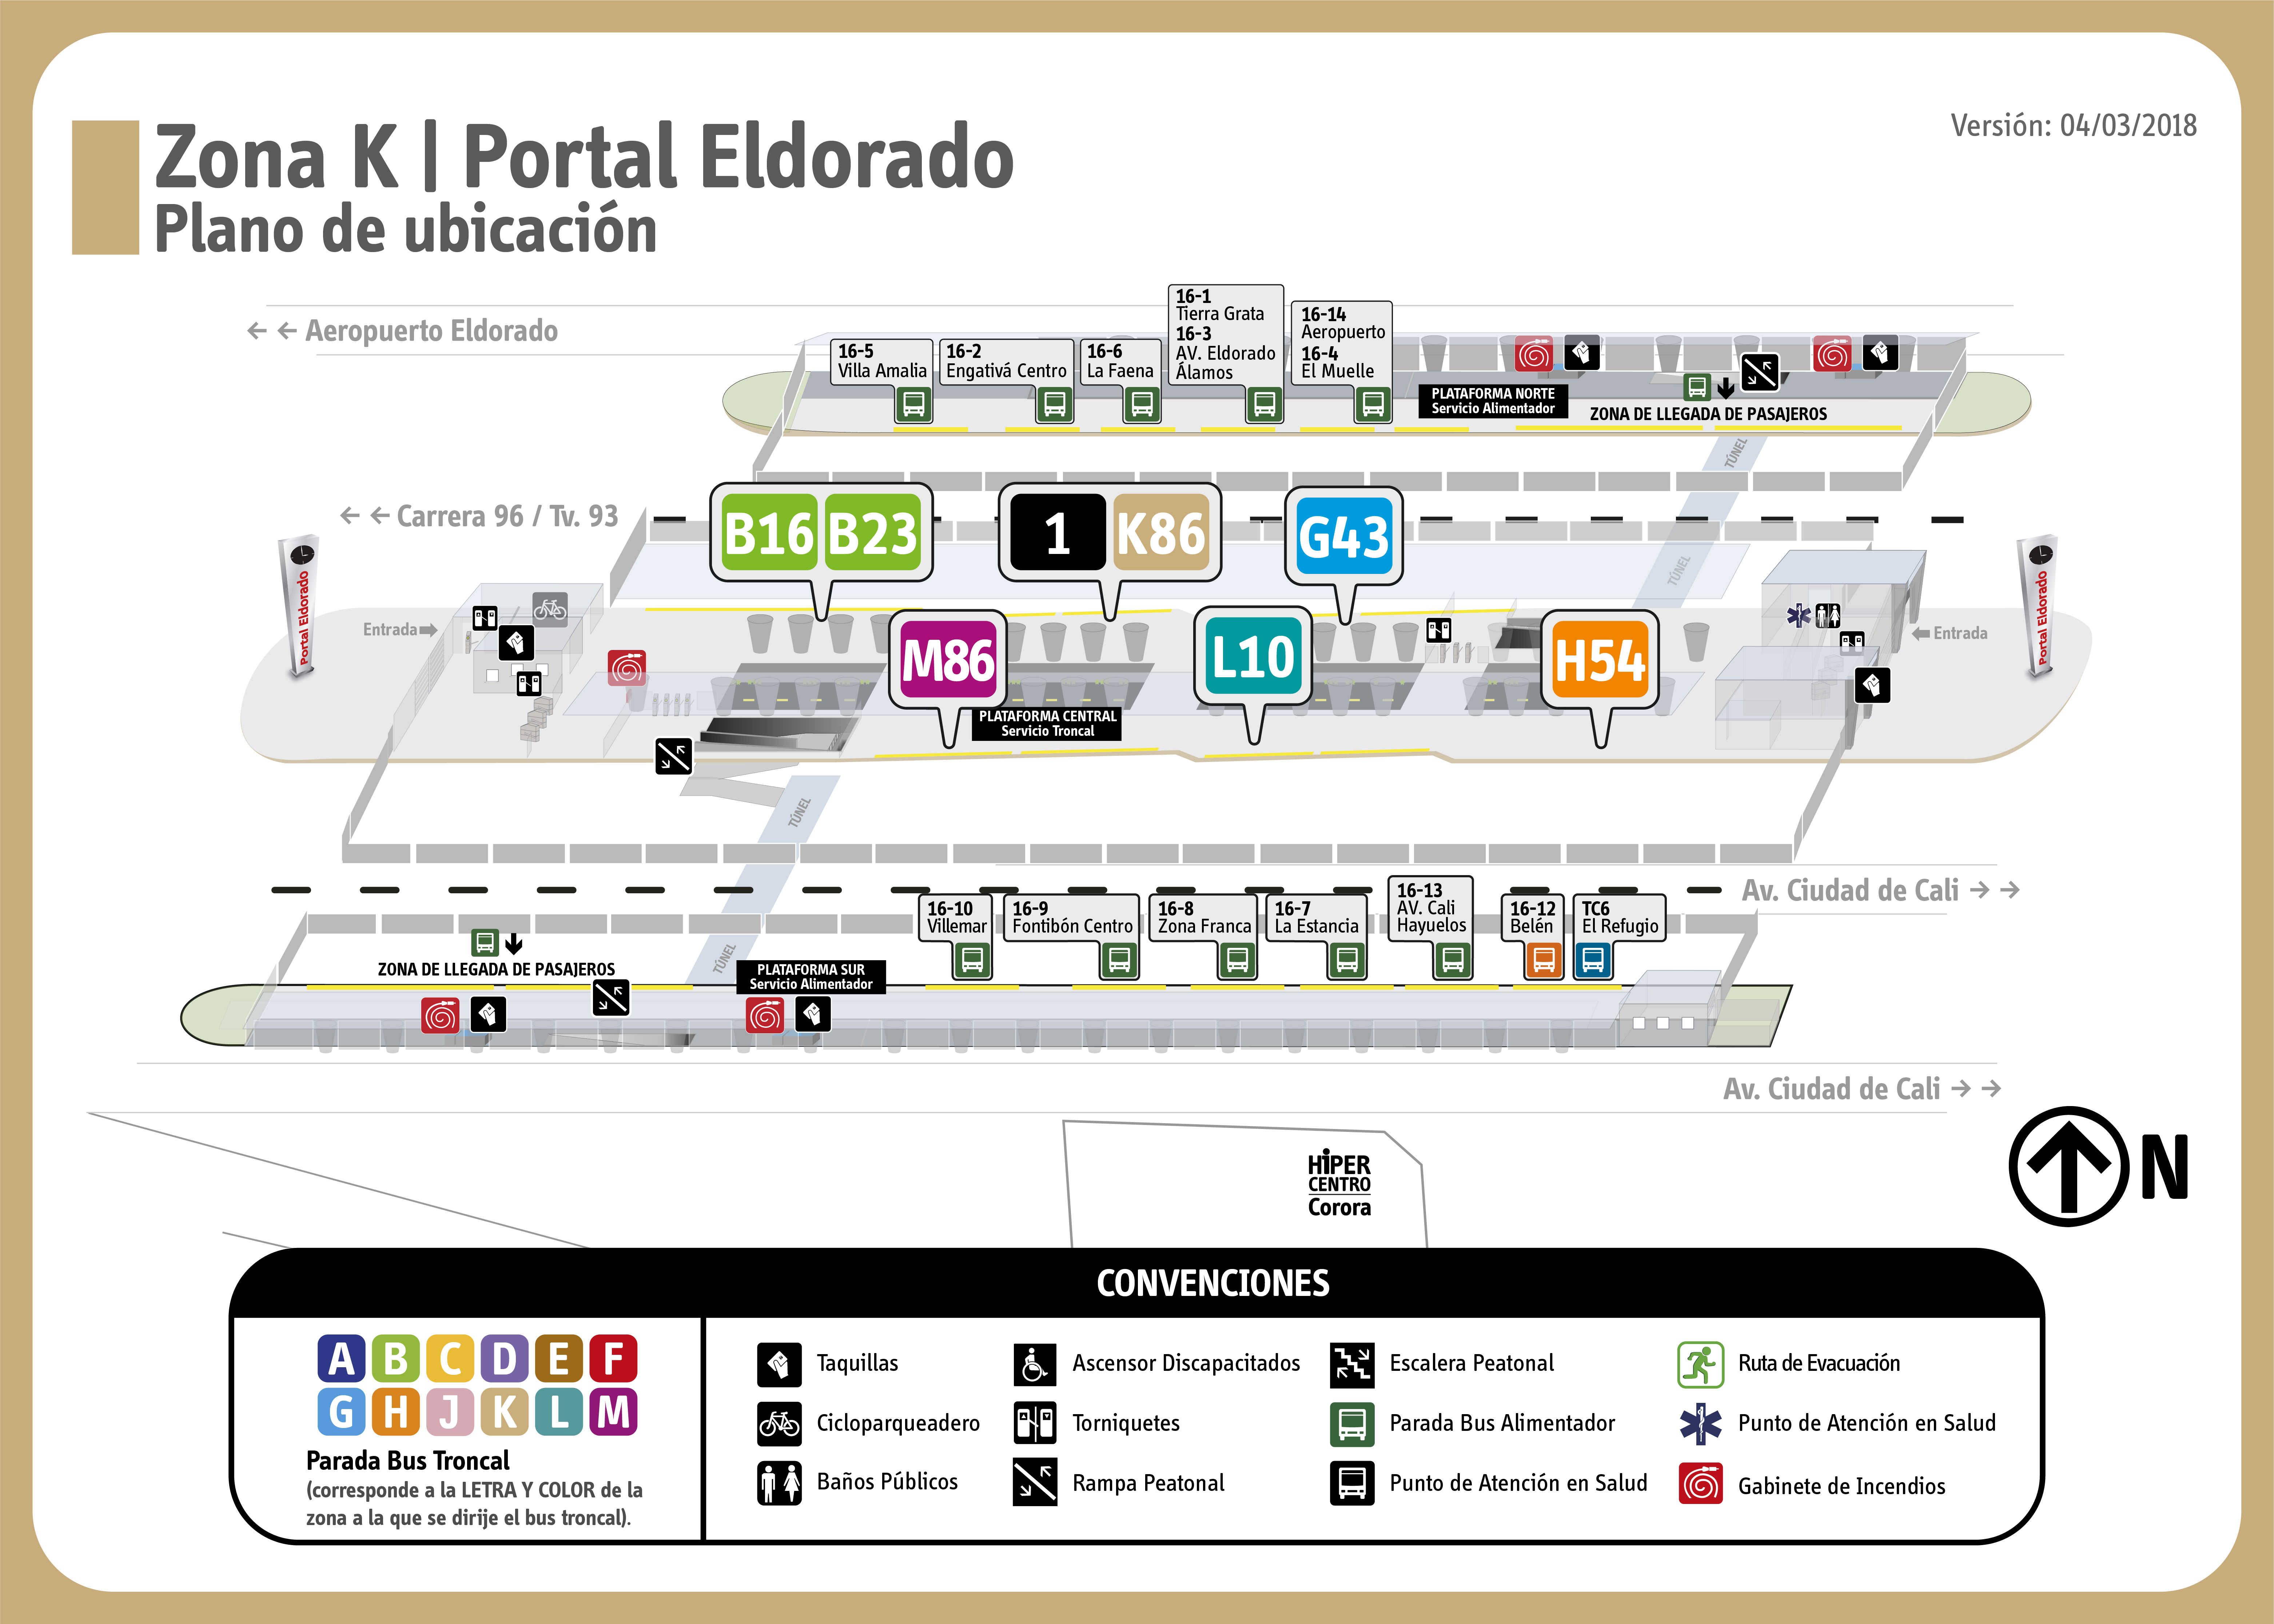 Zona K | Portal Eldorado
Plano de ubicación
Versión: 04/03/2018
← ← Aeropuerto Eldorado
16-5
Villa Amalia
16-2
Engativá Centro
16-6
La Faena
16-1
Tierra Grata
16-3
AV. Eldorado
Álamos
16-14
Aeropuerto
16-4
El Muelle
PLATAFORMA NORTE
Servicio Alimentador
ZONA DE LLEGADA DE PASAJEROS
TÚNEL
← ← Carrera 96 / Tv. 93
B16 B23
1 K86
G43
TÚNEL
Portal Eldorado
Entrada
M86
L10
H54
Entrada
Portal Eldorado
PLATAFORMA CENTRAL
Servicio Troncal
TÚNEL
Av. Ciudad de Cali → →
16-10
Villemar
16-9
Fontibón Centro
16-8
Zona Franca
16-7
La Estancia
16-13
AV. Cali
Hayuelos
16-12
Belén
TC6
El Refugio
TÚNEL
ZONA DE LLEGADA DE PASAJEROS
PLATAFORMA SUR
Servicio Alimentador
Av. Ciudad de Cali → →
HiPER
CENTRO
Corora
N
CONVENCIONES
A B C D E F
G H J K L M
Parada Bus Troncal
(corresponde a la LETRA Y COLOR de la
zona a la que se dirije el bus troncal).
Taquillas
Cicloparqueadero
Baños Públicos
Ascensor Discapacitados
Torniquetes
Rampa Peatonal
Escalera Peatonal
Parada Bus Alimentador
Punto de Atención en Salud
Ruta de Evacuación
Punto de Atención en Salud
Gabinete de Incendios